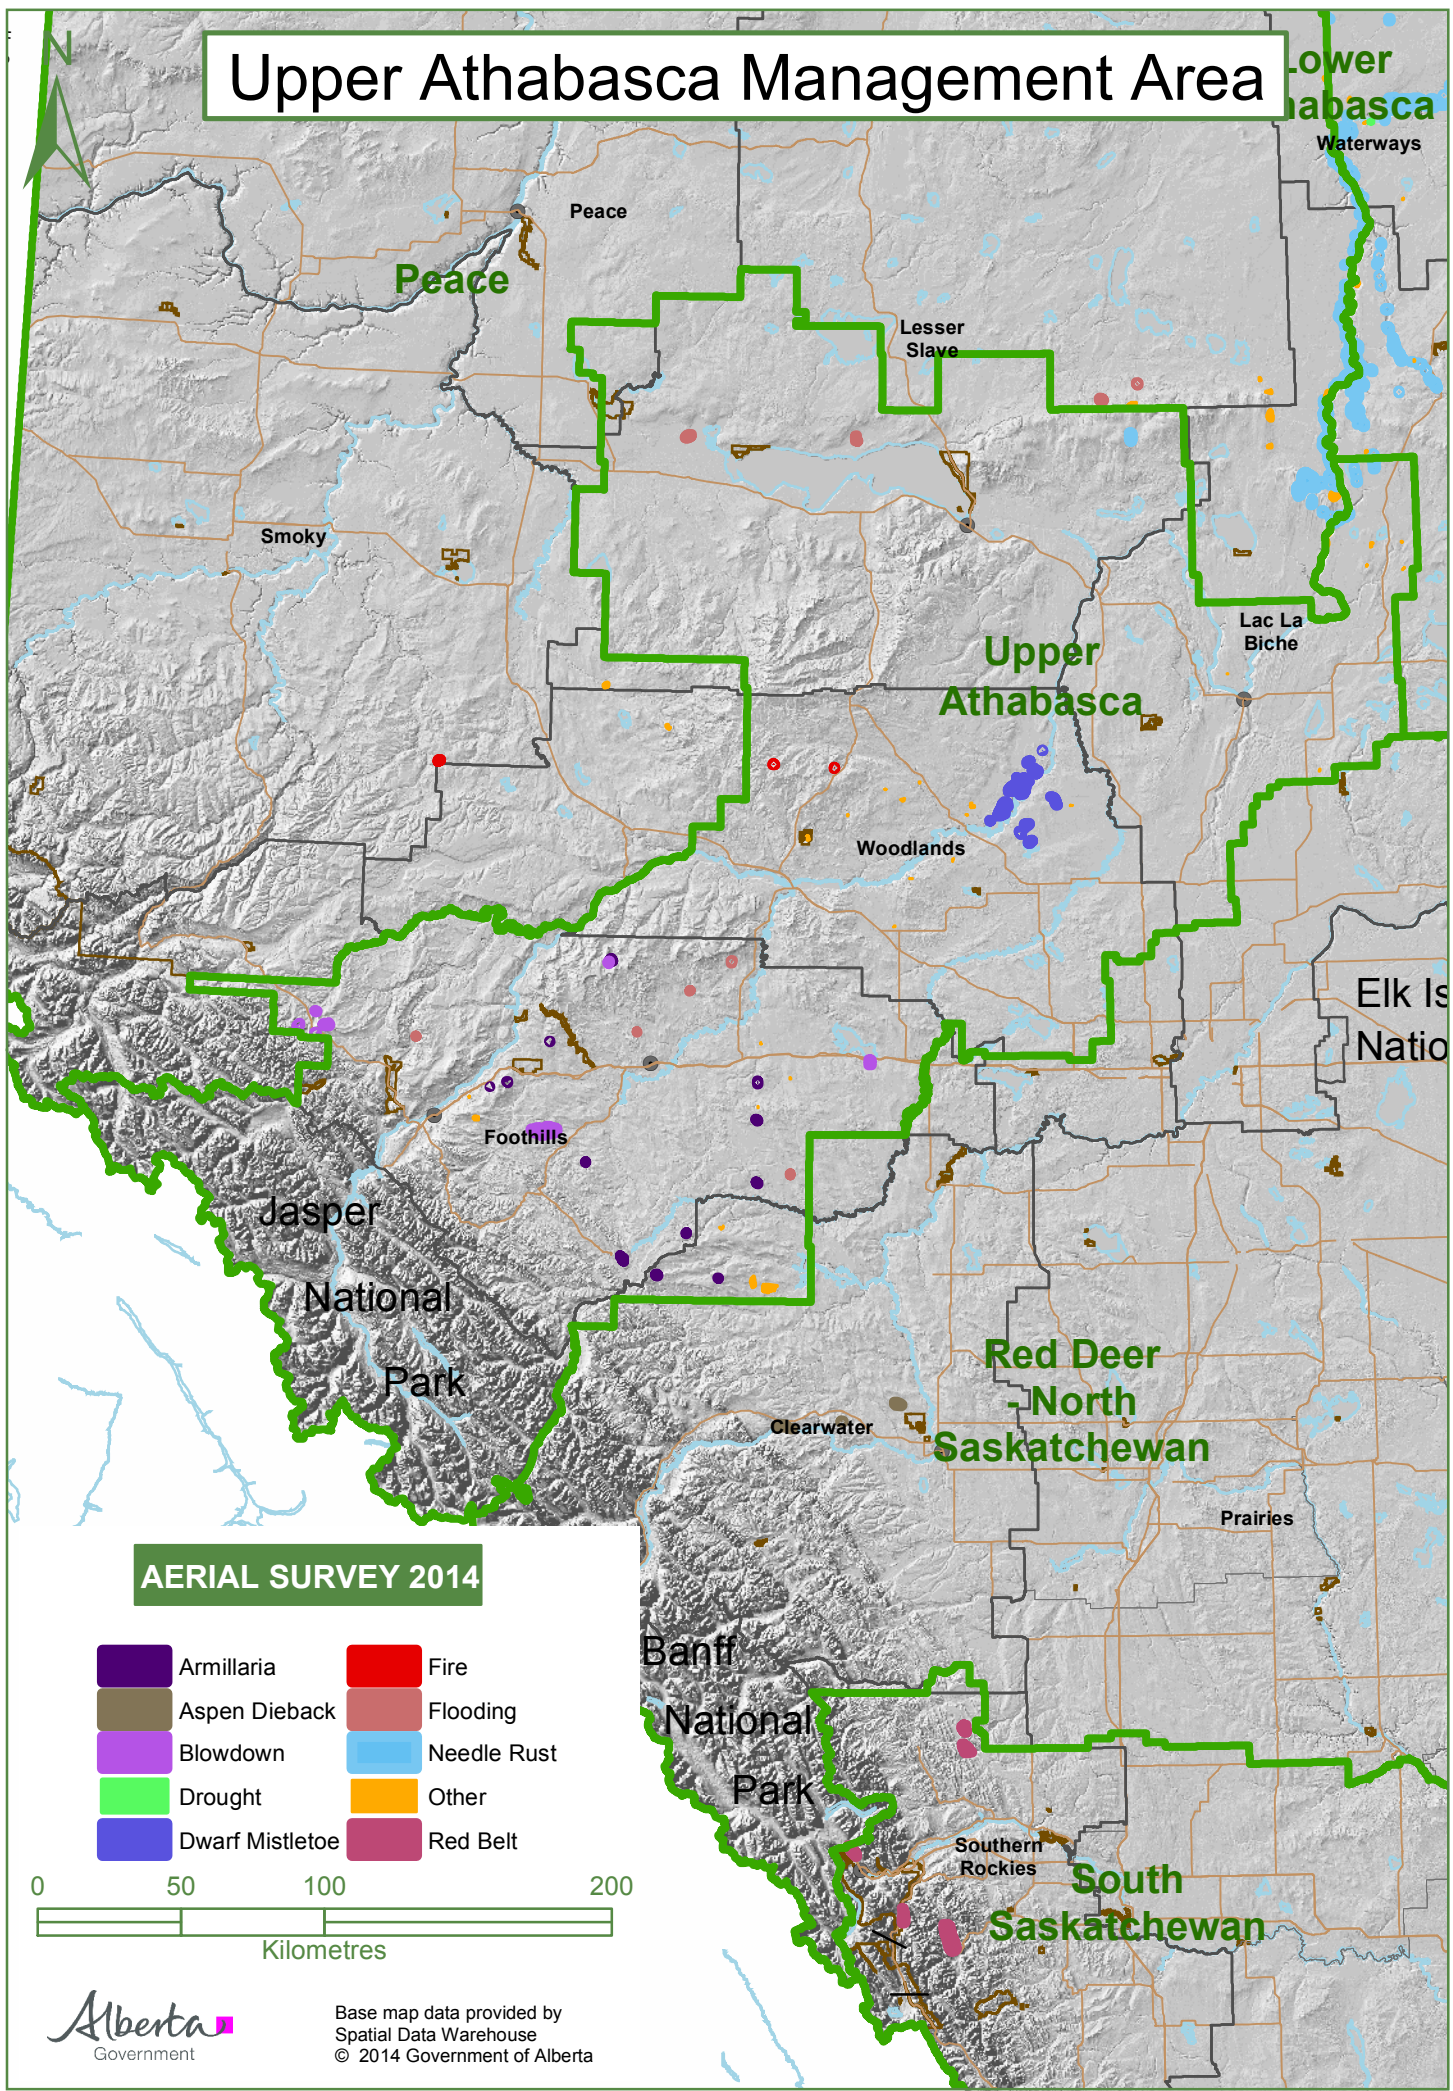 Upper Athabasca Management Area
N
Lower
habasca
Waterways
Peace
Peace
Lesser
Slave
Smoky
Lac La
Biche
Upper
Athabasca
Woodlands
Elk Is
Natio
Foothills
Jasper
National
Park
Red Deer
- North
Saskatchewan
Clearwater
Prairies
Banff
National
Park
Southern
Rockies
South
Saskatchewan
AERIAL SURVEY 2014
Armillaria
Fire
Aspen Dieback
Flooding
Blowdown
Needle Rust
Drought
Other
Dwarf Mistletoe
Red Belt
0 50 100 200
Kilometres
Alberta
Government
Base map data provided by
Spatial Data Warehouse
© 2014 Government of Alberta